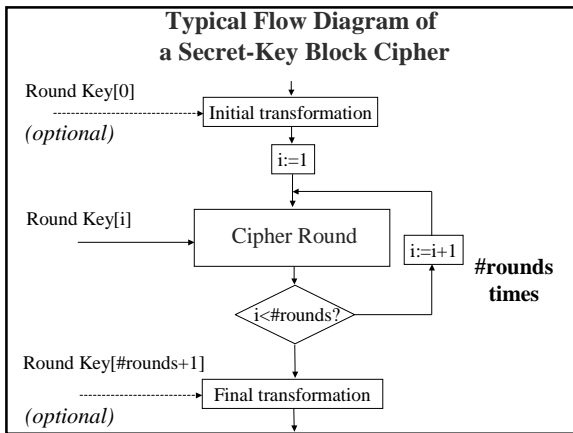 Typical Flow Diagram of
a Secret-Key Block Cipher
Round Key[0]
(optional)
Initial transformation
i:=1
Round Key[i]
Cipher Round
i:=i+1
#rounds
times
i<#rounds?
Round Key[#rounds+1]
(optional)
Final transformation